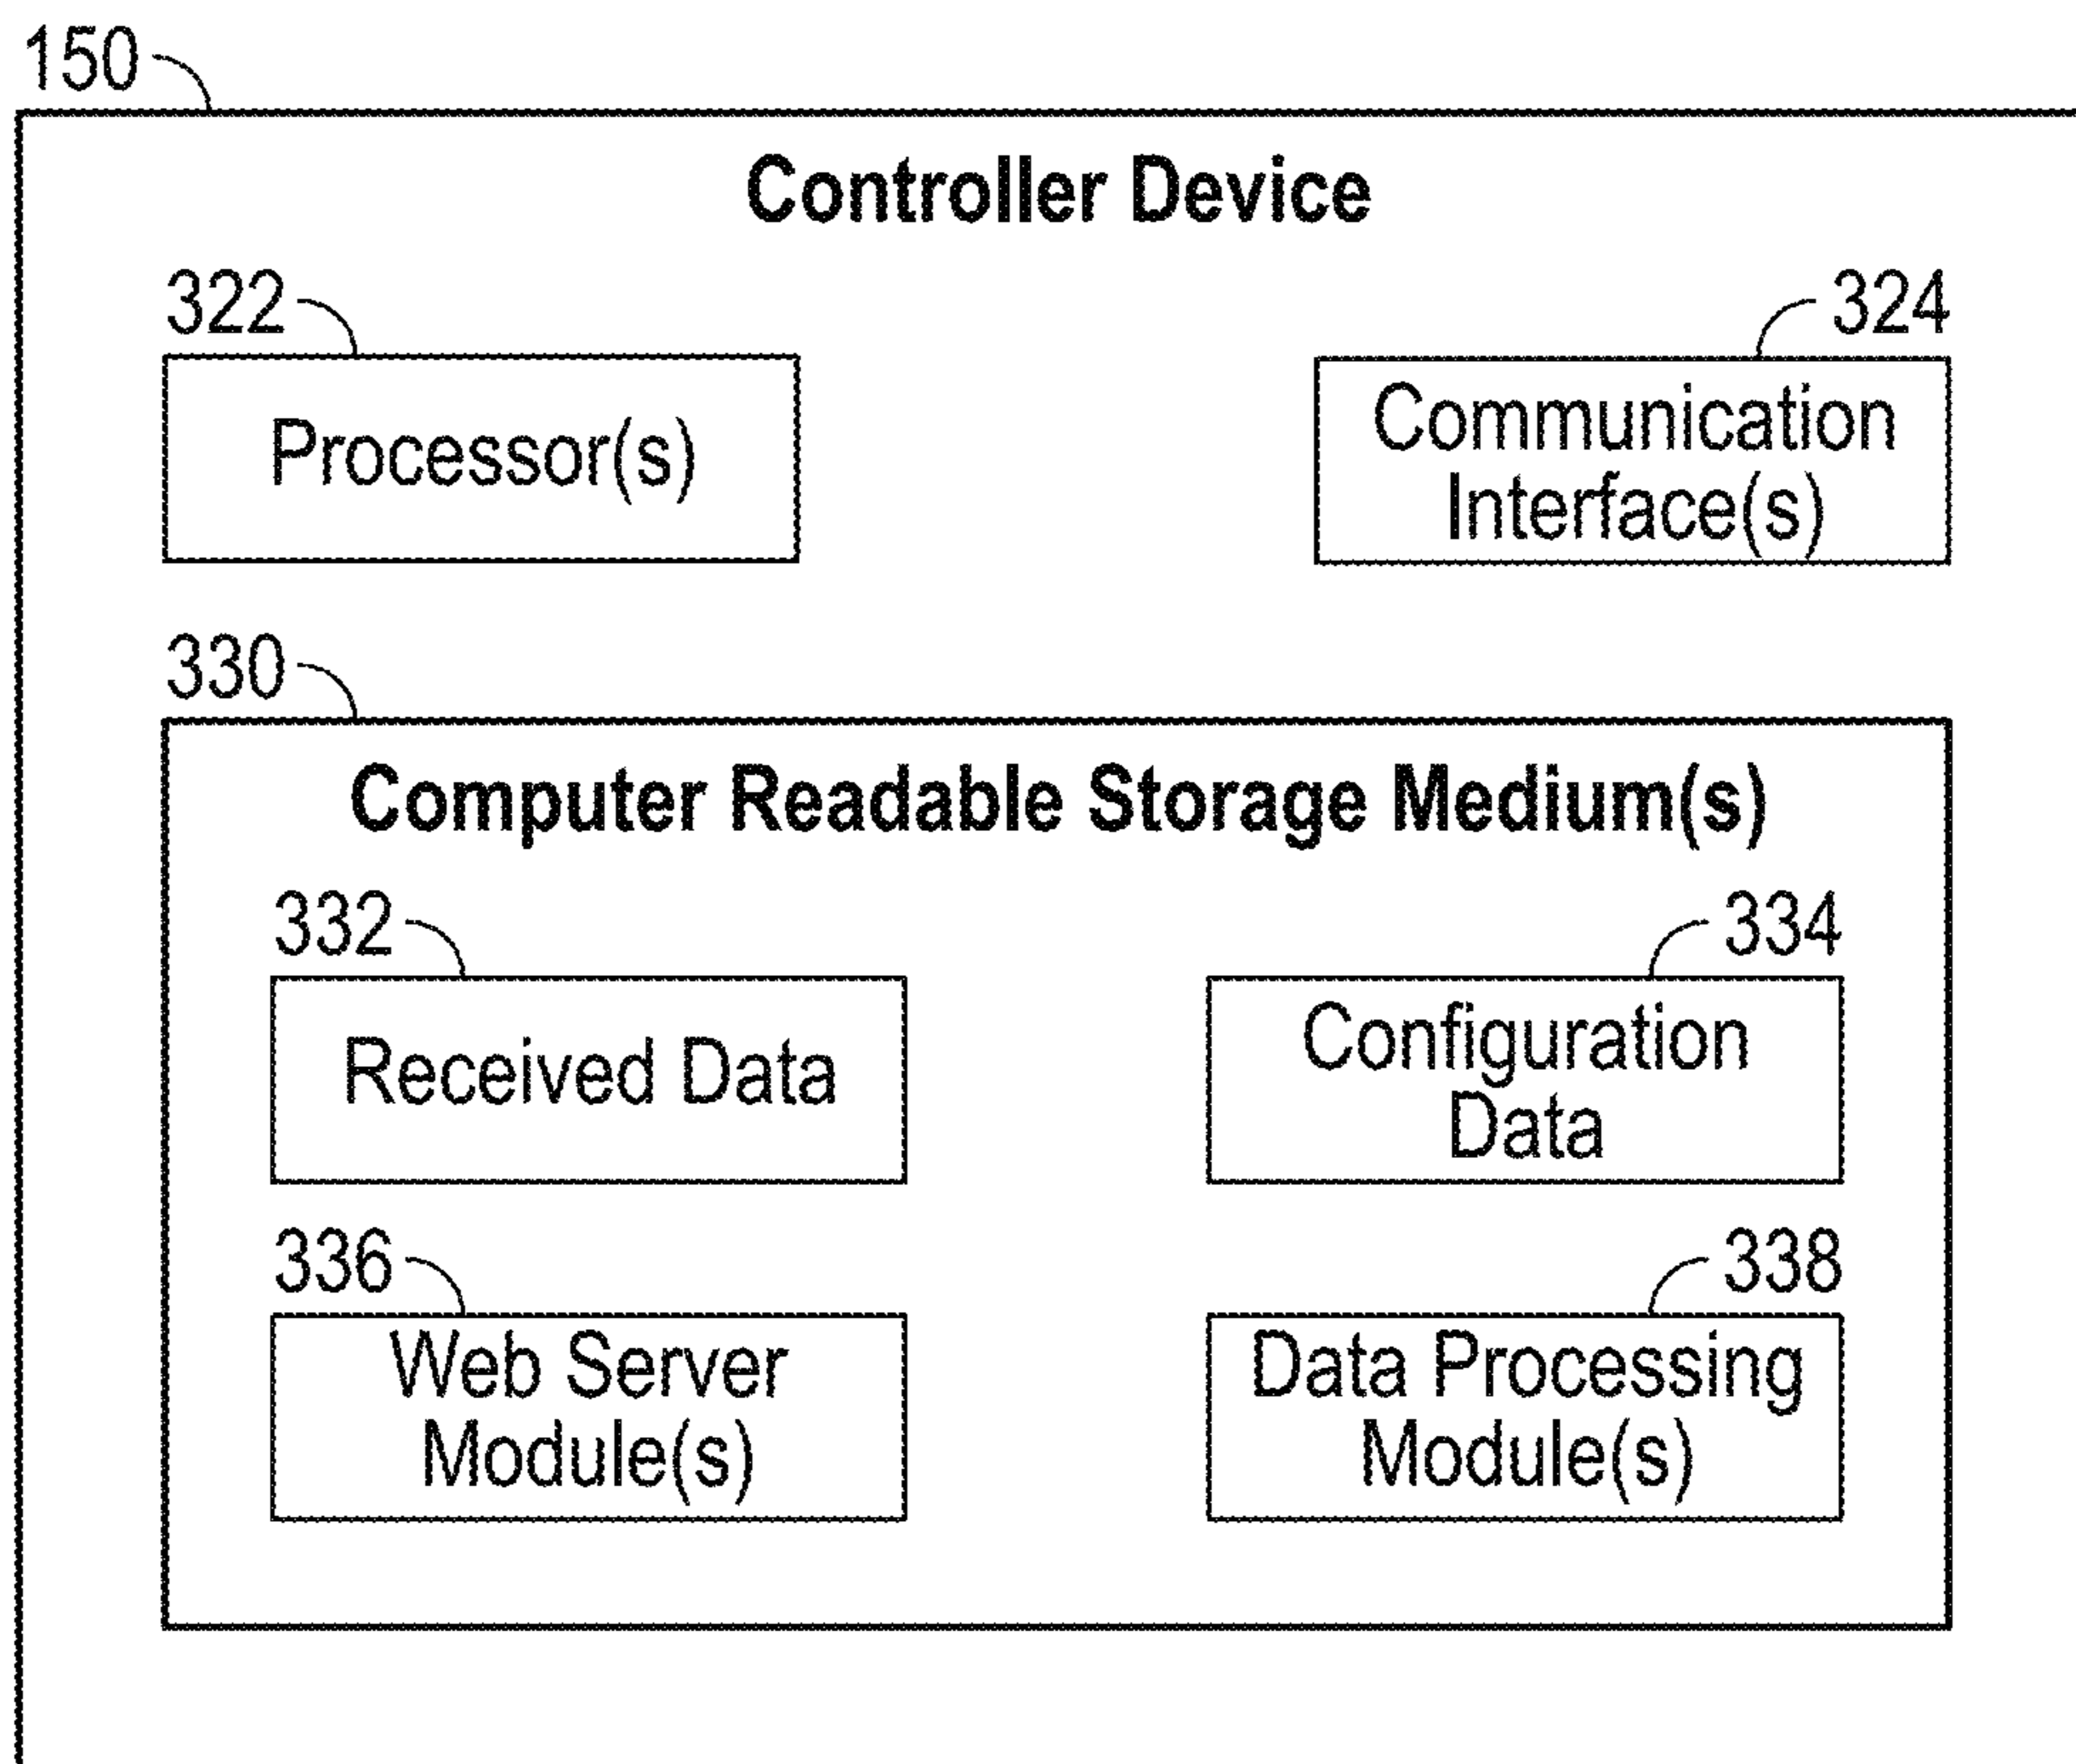 150
Controller Device
322
324
Processor(s)
Communication
Interface(s)
330
Computer Readable Storage Medium(s)
332
334
Received Data
Configuration
Data
336
338
Web Server
Module(s)
Data Processing
Module(s)